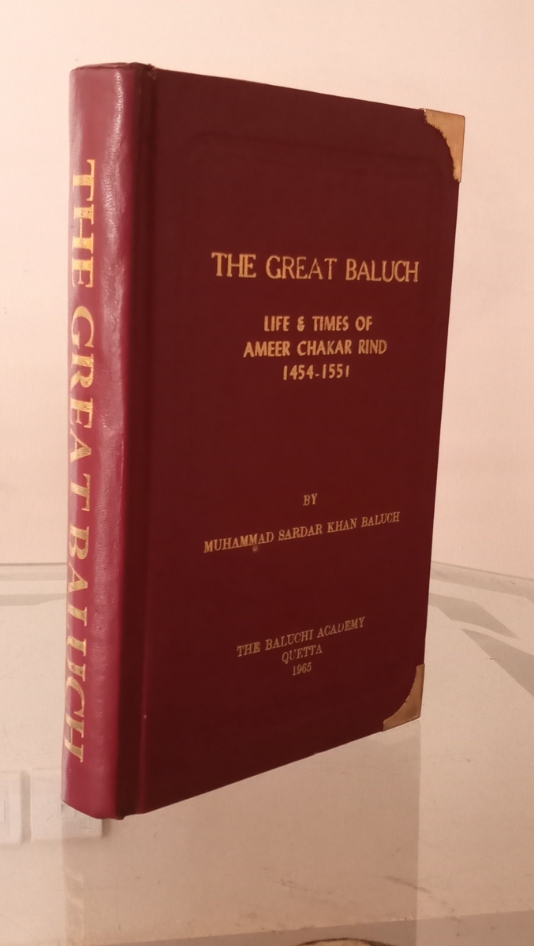 THE GREAT BALUCH
THE GREAT BALUCH
LIFE & TIMES OF
AMEER CHAKAR RIND
1454-1551
BY
MUHAMMAD SARDAR KHAN BALUCH
THE BALUCHI ACADEMY
QUETTA
1965